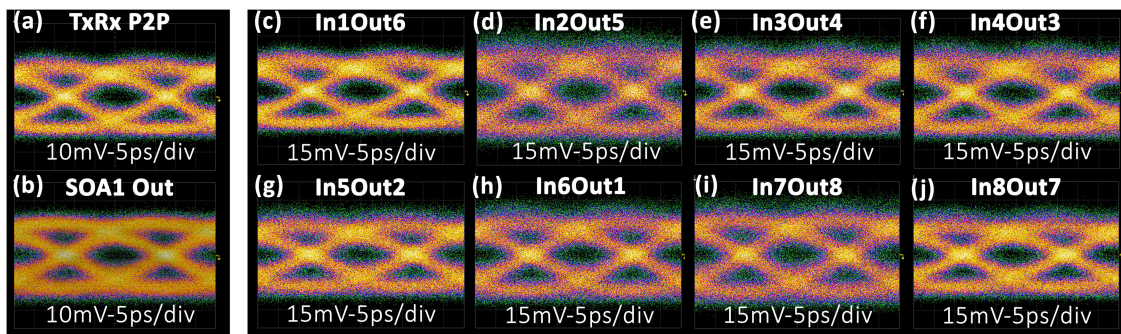 (a) TxRx P2P
10mV-5ps/div
(b) SOA1 Out
10mV-5ps/div
(c) In1Out6
15mV-5ps/div
(d) In2Out5
15mV-5ps/div
(e) In3Out4
15mV-5ps/div
(f) In4Out3
15mV-5ps/div
(g) In5Out2
15mV-5ps/div
(h) In6Out1
15mV-5ps/div
(i) In7Out8
15mV-5ps/div
(j) In8Out7
15mV-5ps/div